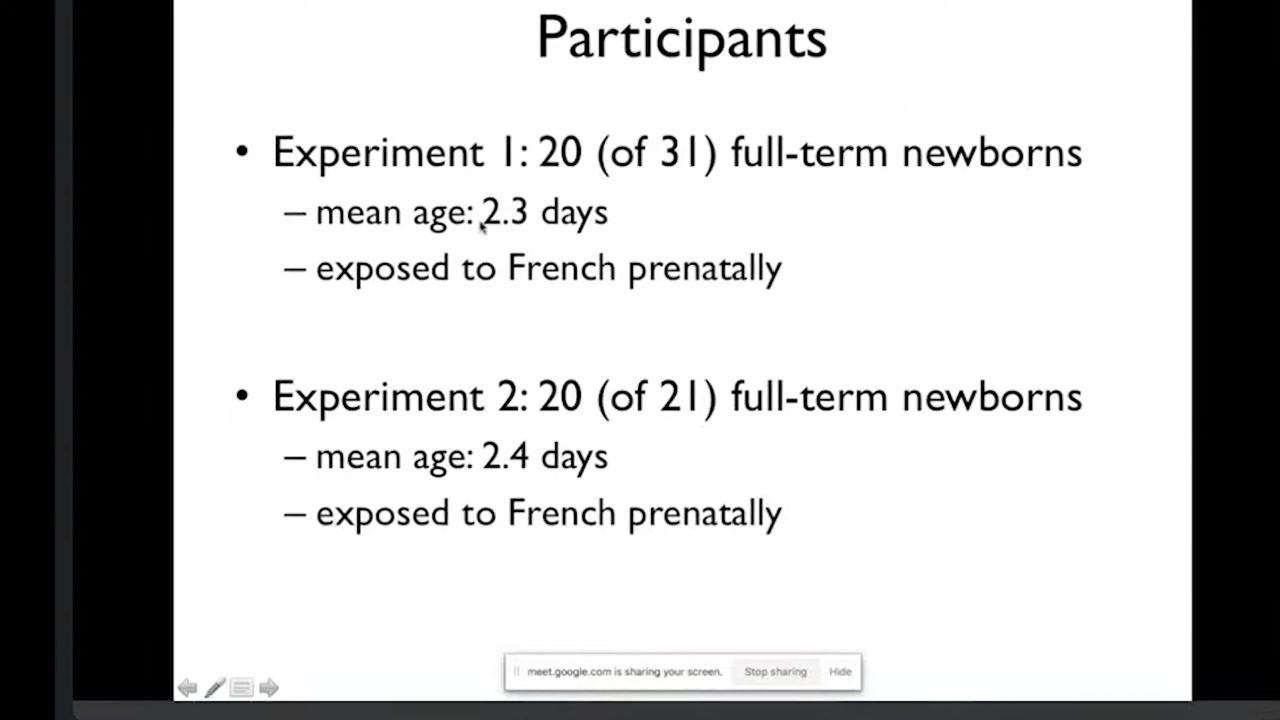 Participants
• Experiment 1: 20 (of 31) full-term newborns
– mean age: 2.3 days
– exposed to French prenatally
• Experiment 2: 20 (of 21) full-term newborns
– mean age: 2.4 days
– exposed to French prenatally
meet.google.com is sharing your screen. Stop sharing Hide